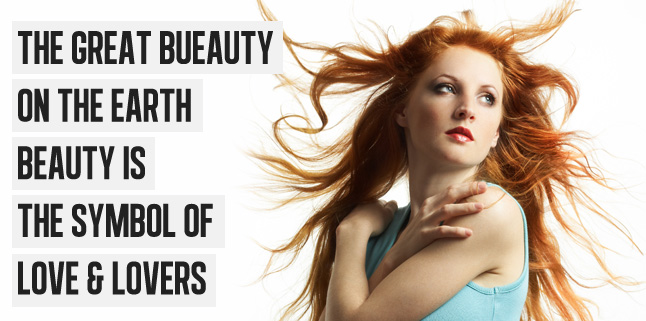 THE GREAT BUEAUTY
ON THE EARTH
BEAUTY IS
THE SYMBOL OF
LOVE & LOVERS